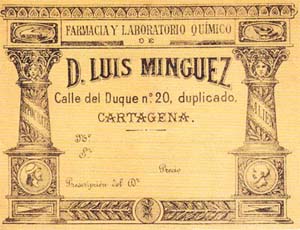 FARMACIA Y LABORATORIO QUÍMICO
DE
D. LUIS MINGUEZ
Calle del Duque nº 20, duplicado.
CARTAGENA.
Precio
Prescripción del Dr.